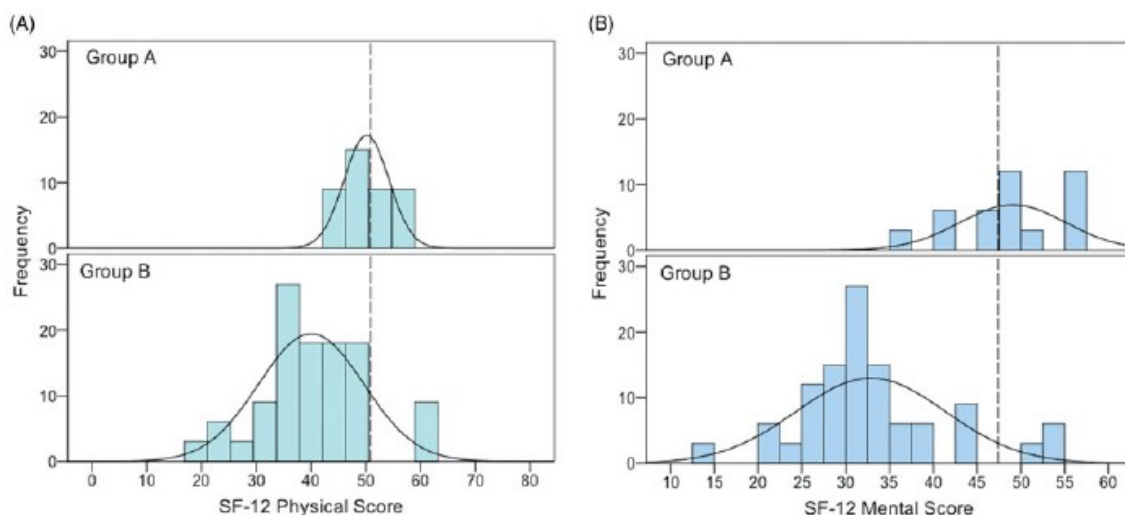 (A)
30
Group A
20
10
0
30
Group B
20
10
0
Frequency
0 10 20 30 40 50 60 70 80
SF-12 Physical Score
(B)
30
Group A
20
10
0
30
Group B
20
10
0
Frequency
10 15 20 25 30 35 40 45 50 55 60
SF-12 Mental Score